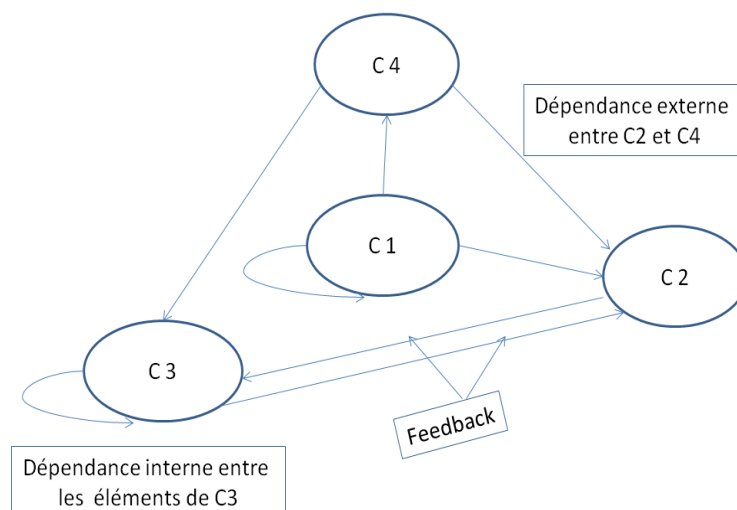 C 4
Dépendance externe
entre C2 et C4
C 1
C 2
C 3
Feedback
Dépendance interne entre
les éléments de C3